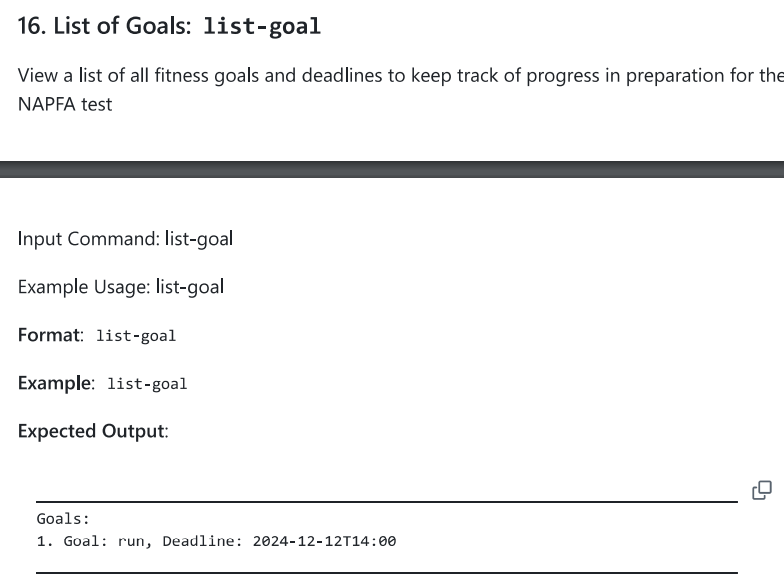 16. List of Goals: list-goal
View a list of all fitness goals and deadlines to keep track of progress in preparation for the
NAPFA test
Input Command: list-goal
Example Usage: list-goal
Format: list-goal
Example: list-goal
Expected Output:
Goals:
1. Goal: run, Deadline: 2024-12-12T14:00